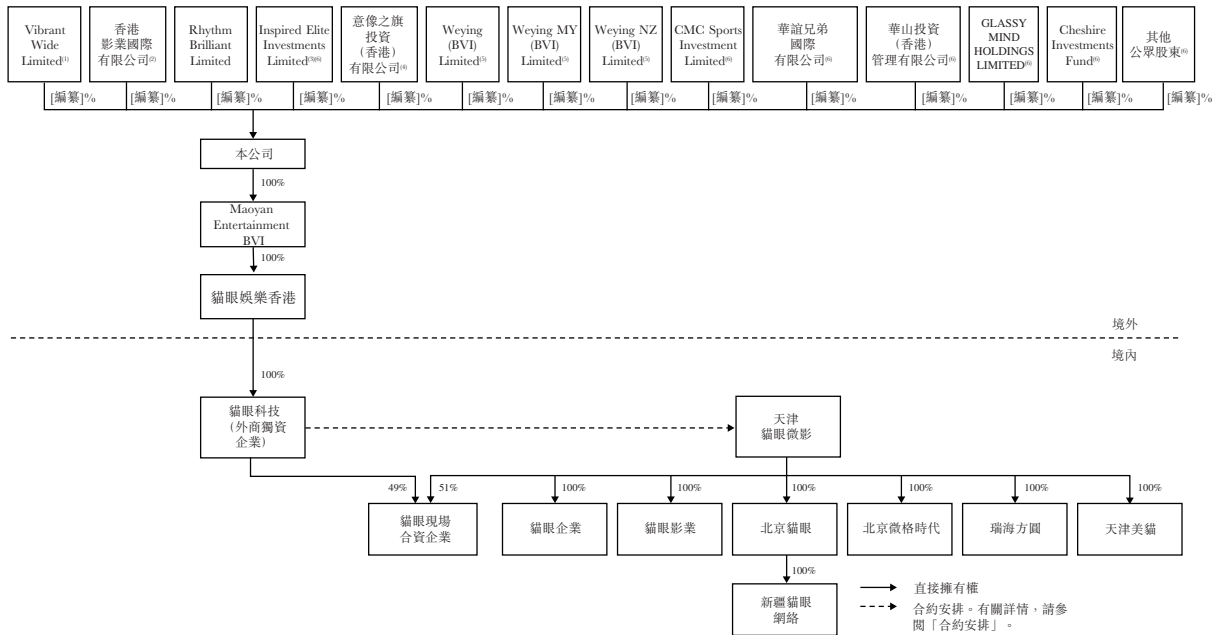 Vibrant
Wide
Limited(1)
香港
影業國際
有限公司(2)
Rhythm
Brilliant
Limited
Inspired Elite
Investments
Limited(3)(6)
意像之旗
投資
(香港)
有限公司(4)
Weying
(BVI)
Limited(5)
Weying MY
(BVI)
Limited(5)
Weying NZ
(BVI)
Limited(5)
CMC Sports
Investment
Limited(6)
華誼兄弟
國際
有限公司(6)
華山投資
(香港)
管理有限公司(6)
GLASSY
MIND
HOLDINGS
LIMITED(6)
Cheshire
Investments
Fund(6)
其他
公眾股東(6)
[編纂]%
[編纂]%
[編纂]%
[編纂]%
[編纂]%
[編纂]%
[編纂]%
[編纂]%
[編纂]%
[編纂]%
[編纂]%
[編纂]%
[編纂]%
[編纂]%
本公司
100%
Maoyan
Entertainment
BVI
100%
貓眼娛樂香港
境外
境內
100%
貓眼科技
(外商獨資
企業)
天津
貓眼微影
49%
51%
100%
100%
100%
100%
100%
100%
貓眼現場
合資企業
貓眼企業
貓眼影業
北京貓眼
北京微格時代
瑞海方圓
天津美貓
100%
新疆貓眼
網絡
直接擁有權
合約安排。有關詳情，請參
閱「合約安排」。